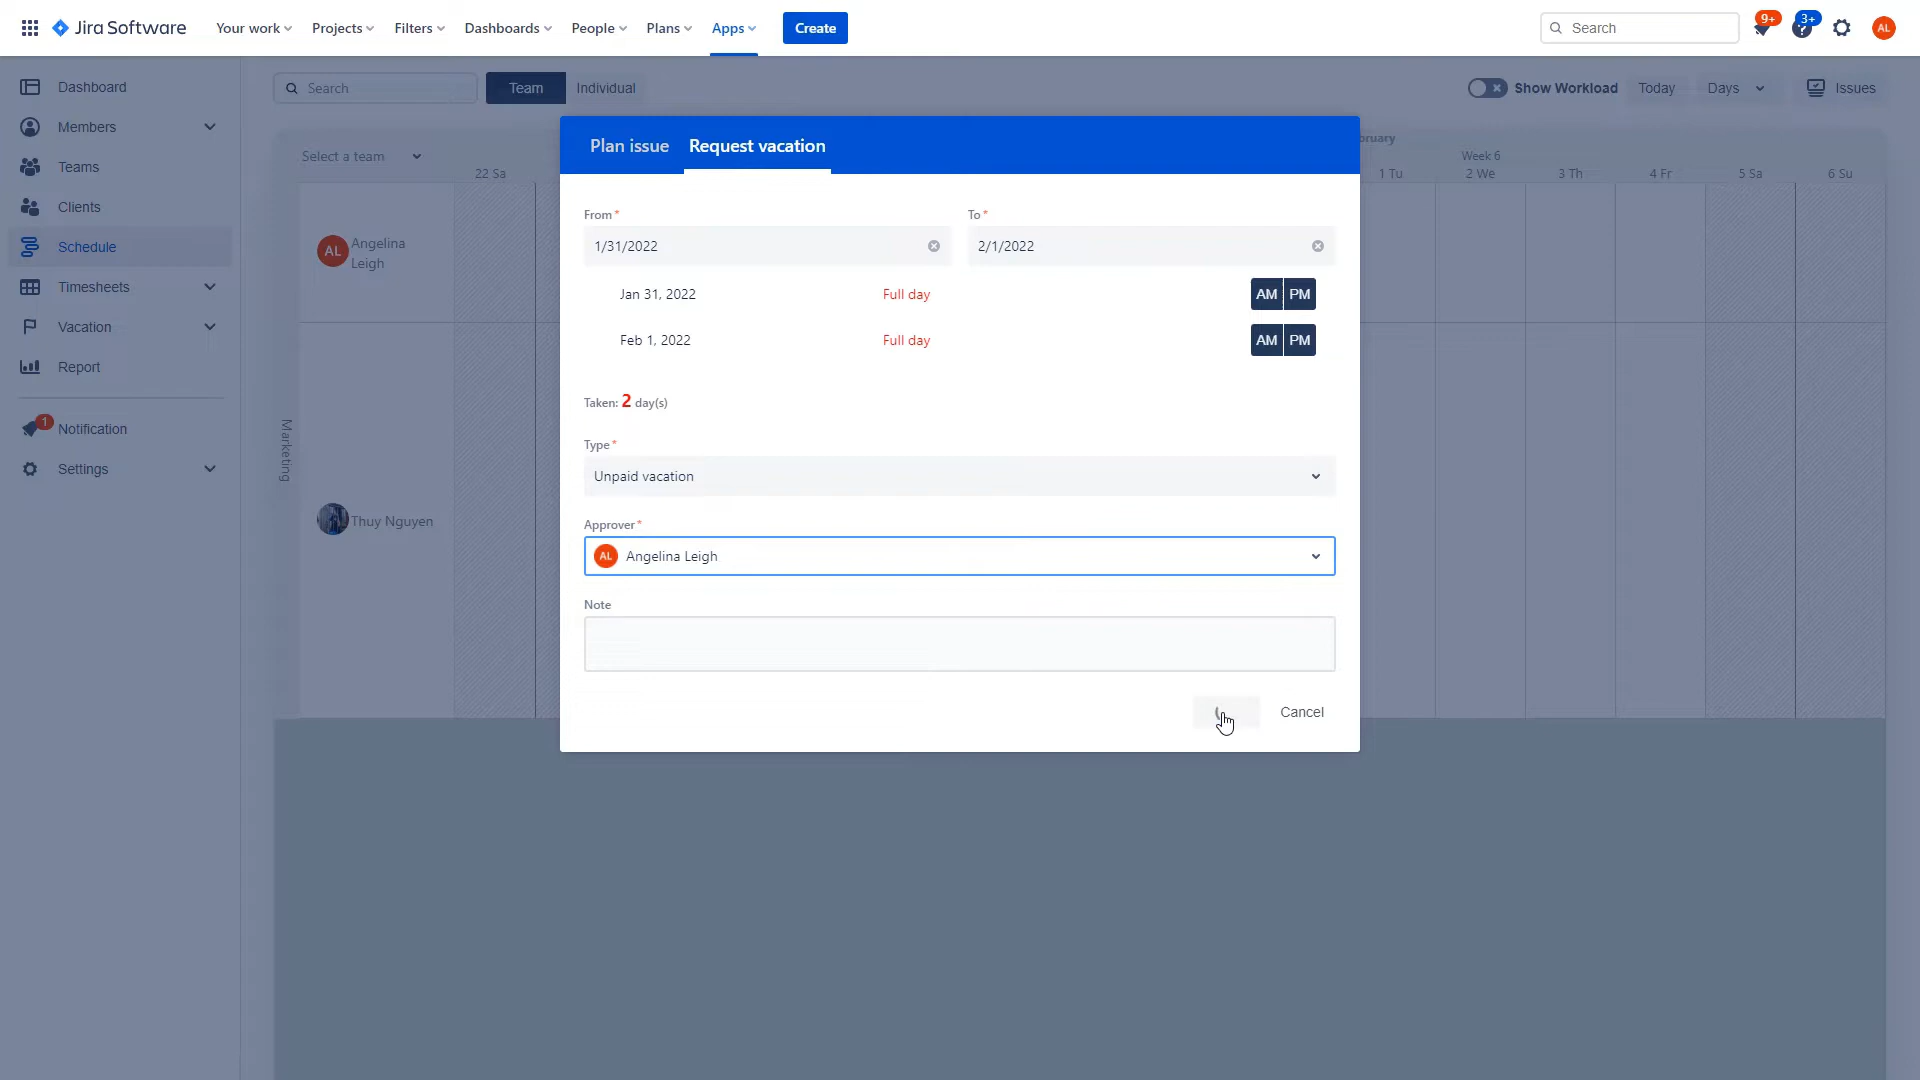 Jira Software
Your work
Projects
Filters
Dashboards
People
Plans
Apps
Create
Search
9+
3+
AL
Dashboard
Members
Teams
Clients
Schedule
Timesheets
Vacation
Report
1
Notification
Settings
Search
Team
Individual
Show Workload
Today
Days
Issues
Select a team
22 Sa
bruary
Week 6
1 Tu
2 We
3 Th
4 Fr
5 Sa
6 Su
Marketing
AL
Angelina
Leigh
Thuy Nguyen
Plan issue
Request vacation
From*
To*
1/31/2022
2/1/2022
Jan 31, 2022
Full day
AM
PM
Feb 1, 2022
Full day
AM
PM
Taken: 2 day(s)
Type*
Unpaid vacation
Approver*
AL
Angelina Leigh
Note
Cancel